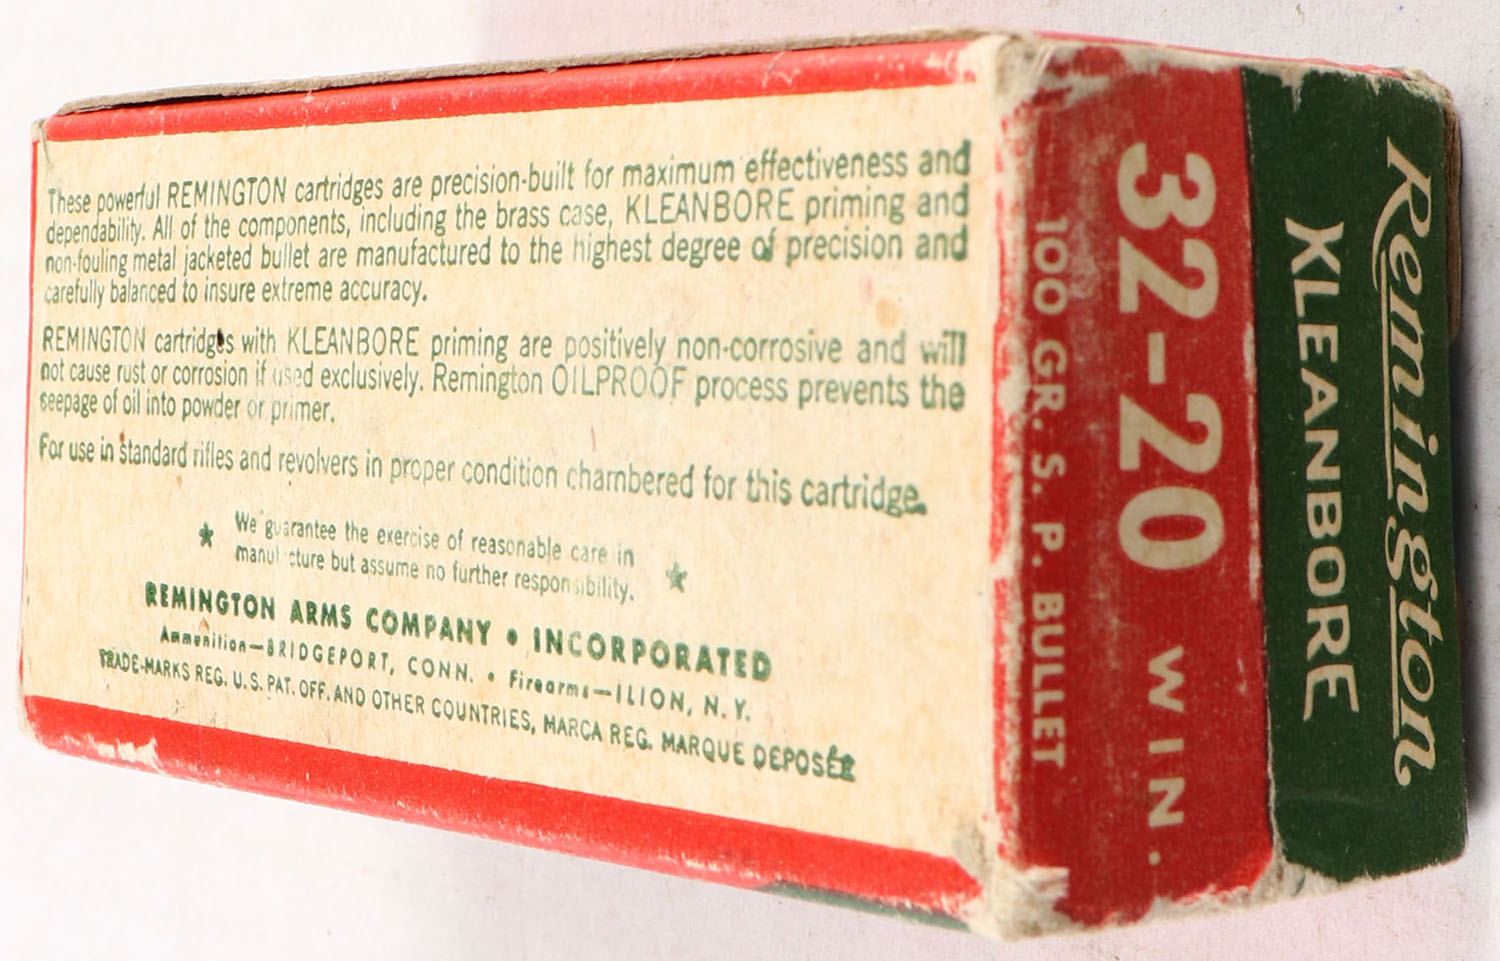 These powerful REMINGTON cartridges are precision-built for maximum effectiveness and
dependability. All of the components, including the brass case, KLEANBORE priming and
non-fouling metal jacketed bullet are manufactured to the highest degree of precision and
carefully balanced to insure extreme accuracy.
REMINGTON cartridges with KLEANBORE priming are positively non-corrosive and will
not cause rust or corrosion if used exclusively. Remington OILPROOF process prevents the
seepage of oil into powder or primer.
For use in standard rifles and revolvers in proper condition chambered for this cartridge.
★ We guarantee the exercise of reasonable care in
manufacture but assume no further responsibility. ★
REMINGTON ARMS COMPANY • INCORPORATED
Ammunition—BRIDGEPORT, CONN. • Firearms—ILION, N.Y.
TRADE-MARKS REG. U.S. PAT. OFF. AND OTHER COUNTRIES, MARCA REG. MARQUE DEPOSÉE
Remington
KLEANBORE
32-20 WIN.
100 GR. S. P. BULLET